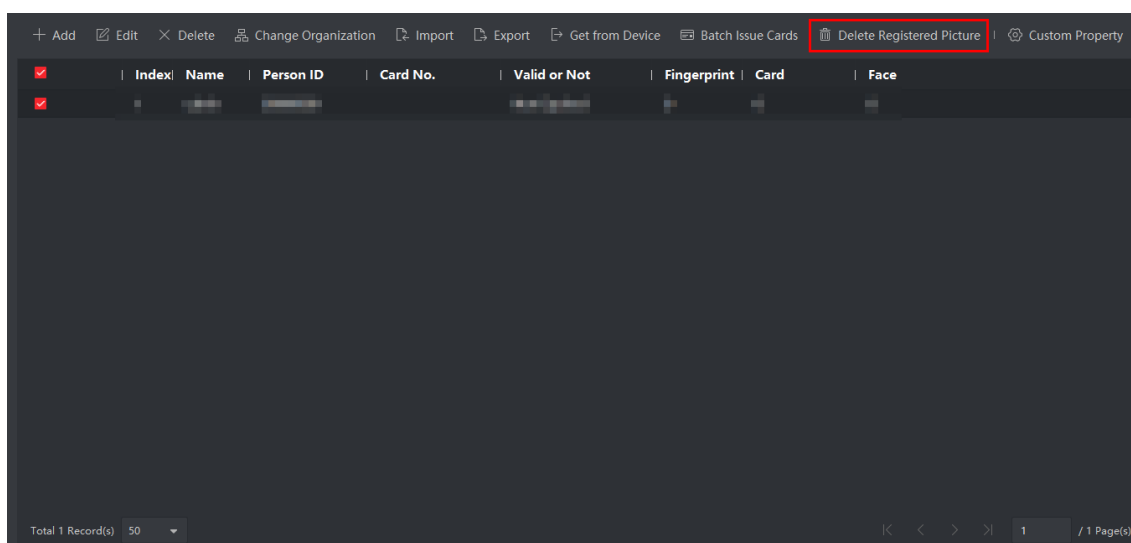 Add Edit Delete Change Organization Import Export Get from Device Batch Issue Cards Delete Registered Picture Custom Property
Index Name Person ID Card No. Valid or Not Fingerprint Card Face
Total 1 Record(s) 50 1 / 1 Page(s)